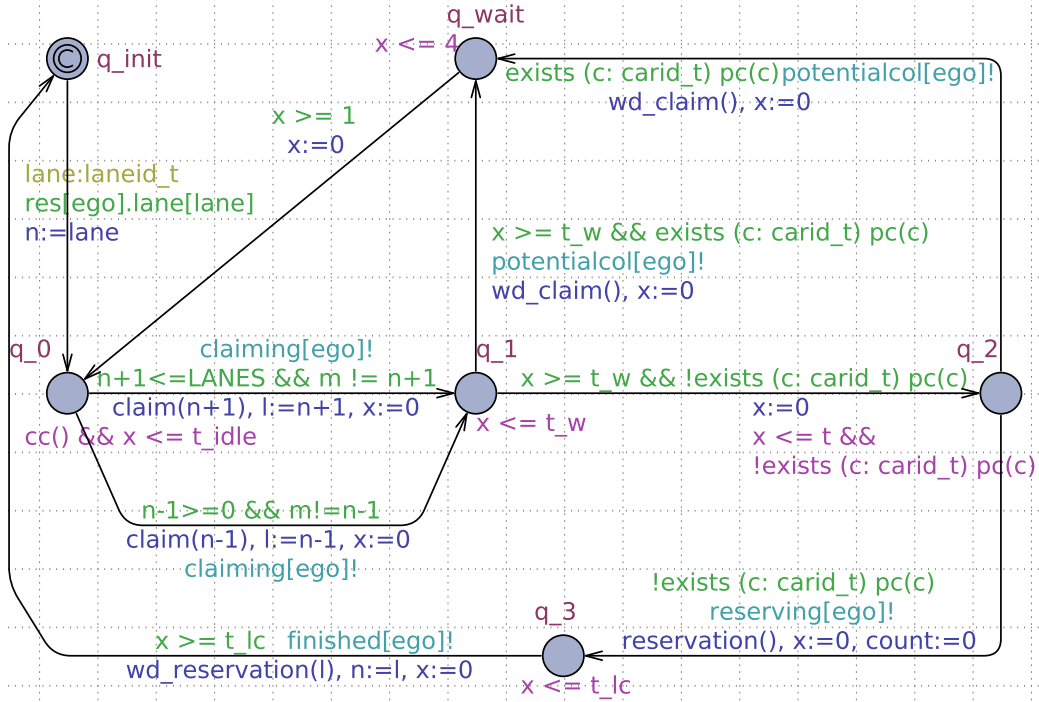 q_wait
x <= 4
C
q_init
exists (c: carid_t) pc(c) potentialcol[ego]!
wd_claim(), x:=0
x >= 1
x:=0
lane:laneid_t
res[ego].lane[lane]
n:=lane
x >= t_w && exists (c: carid_t) pc(c)
potentialcol[ego]!
wd_claim(), x:=0
q_0
claiming[ego]!
q_1
q_2
n+1<=LANES && m != n+1
x >= t_w && !exists (c: carid_t) pc(c)
claim(n+1), l:=n+1, x:=0
x:=0
x <= t_w
cc() && x <= t_idle
x <= t &&
!exists (c: carid_t) pc(c)
n-1>=0 && m!=n-1
claim(n-1), l:=n-1, x:=0
claiming[ego]!
!exists (c: carid_t) pc(c)
reserving[ego]!
reservation(), x:=0, count:=0
q_3
x >= t_lc finished[ego]!
wd_reservation(l), n:=l, x:=0
x <= t_lc